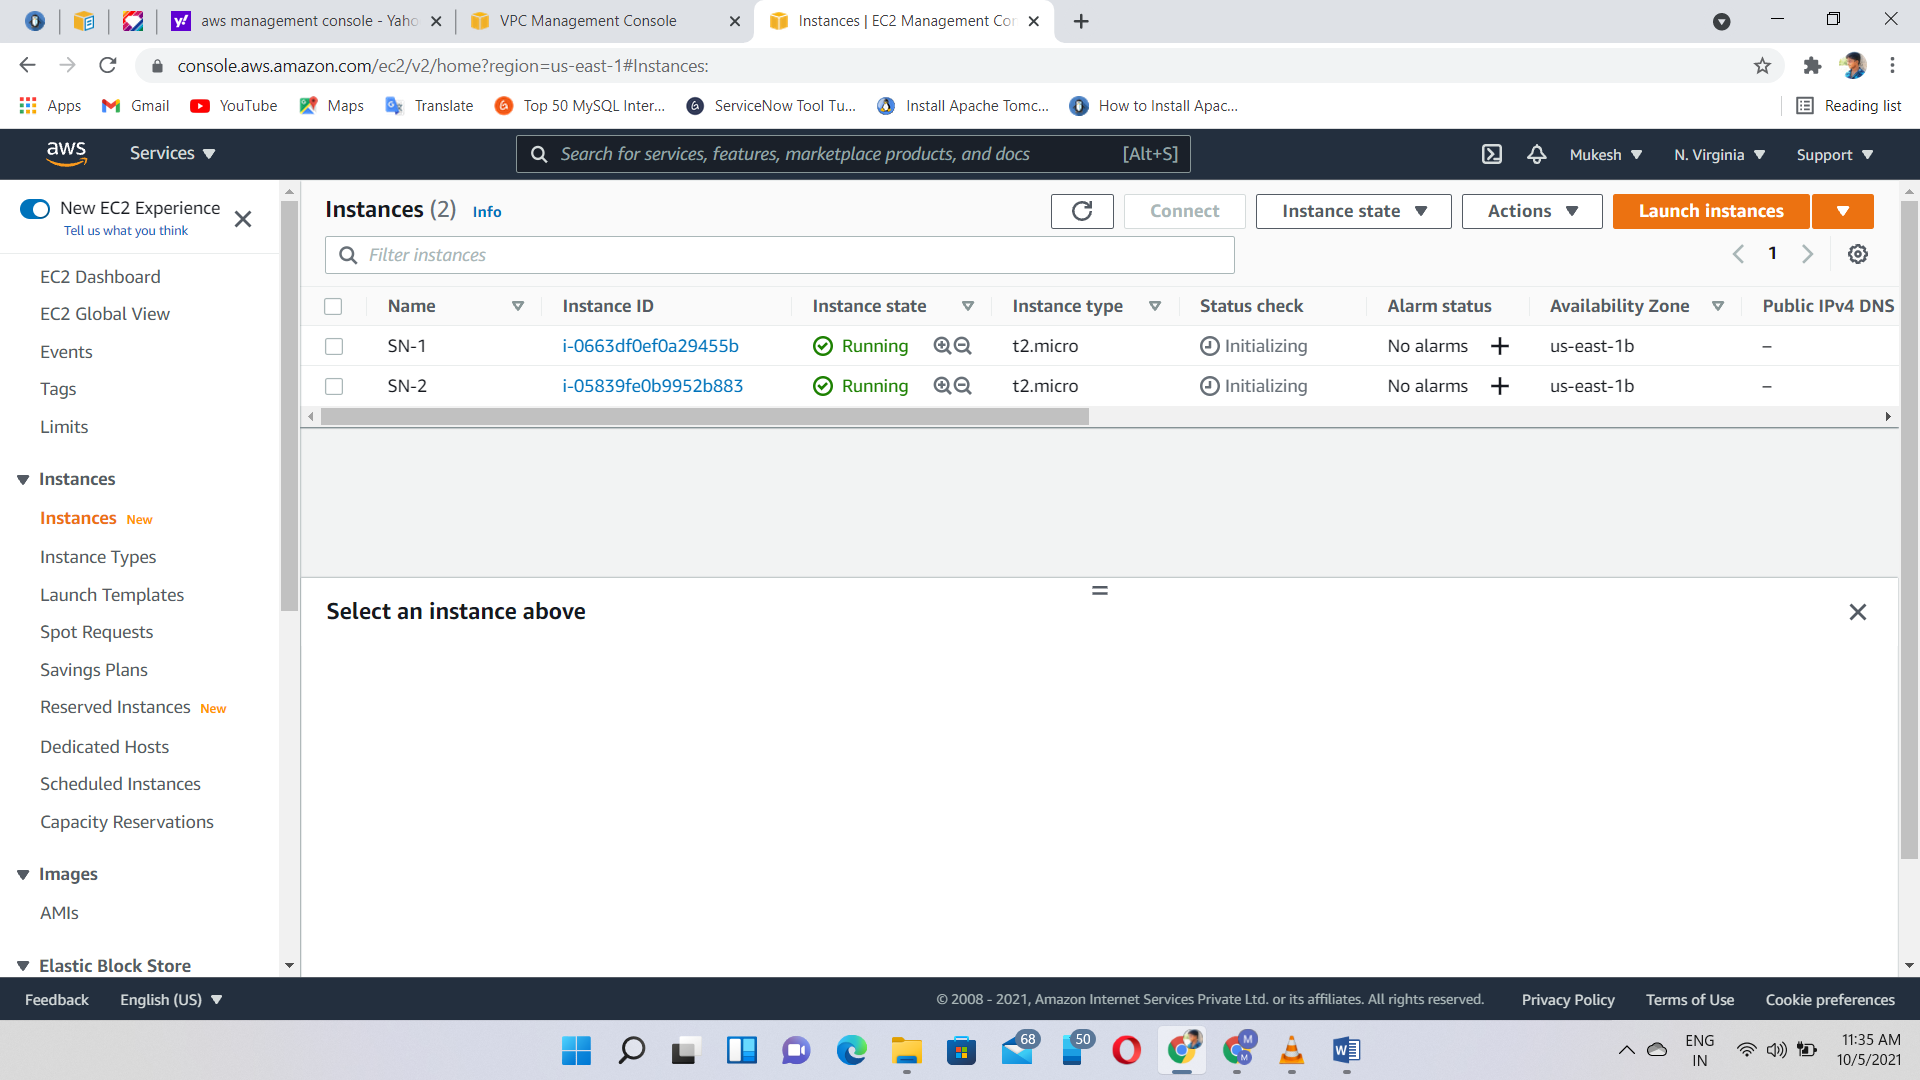 aws management console - Yaho
VPC Management Console
Instances | EC2 Management Con
console.aws.amazon.com/ec2/v2/home?region=us-east-1#Instances:
Apps Gmail YouTube Maps Translate Top 50 MySQL Inter... ServiceNow Tool Tu... Install Apache Tomc... How to Install Apac... Reading list
aws Services Search for services, features, marketplace products, and docs [Alt+S] Mukesh N. Virginia Support
New EC2 Experience
Tell us what you think
EC2 Dashboard
EC2 Global View
Events
Tags
Limits
Instances
Instances New
Instance Types
Launch Templates
Spot Requests
Savings Plans
Reserved Instances New
Dedicated Hosts
Scheduled Instances
Capacity Reservations
Images
AMIs
Elastic Block Store
Instances (2) Info Connect Instance state Actions Launch instances
Filter instances 1
Name Instance ID Instance state Instance type Status check Alarm status Availability Zone Public IPv4 DNS
SN-1 i-0663df0ef0a29455b Running t2.micro Initializing No alarms us-east-1b –
SN-2 i-05839fe0b9952b883 Running t2.micro Initializing No alarms us-east-1b –
Select an instance above
Feedback English (US) © 2008 - 2021, Amazon Internet Services Private Ltd. or its affiliates. All rights reserved. Privacy Policy Terms of Use Cookie preferences
68 50 M M ENG 11:35 AM
IN 10/5/2021